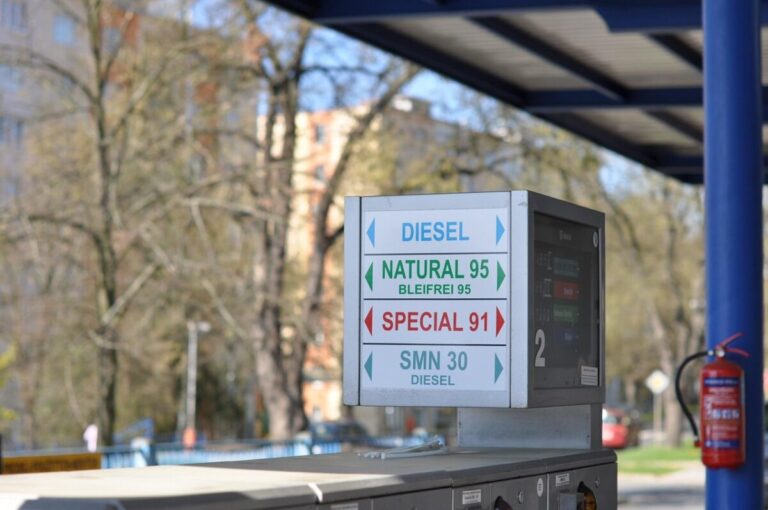 DIESEL
NATURAL 95
BLEIFREI 95
SPECIAL 91
SMN 30
DIESEL
2